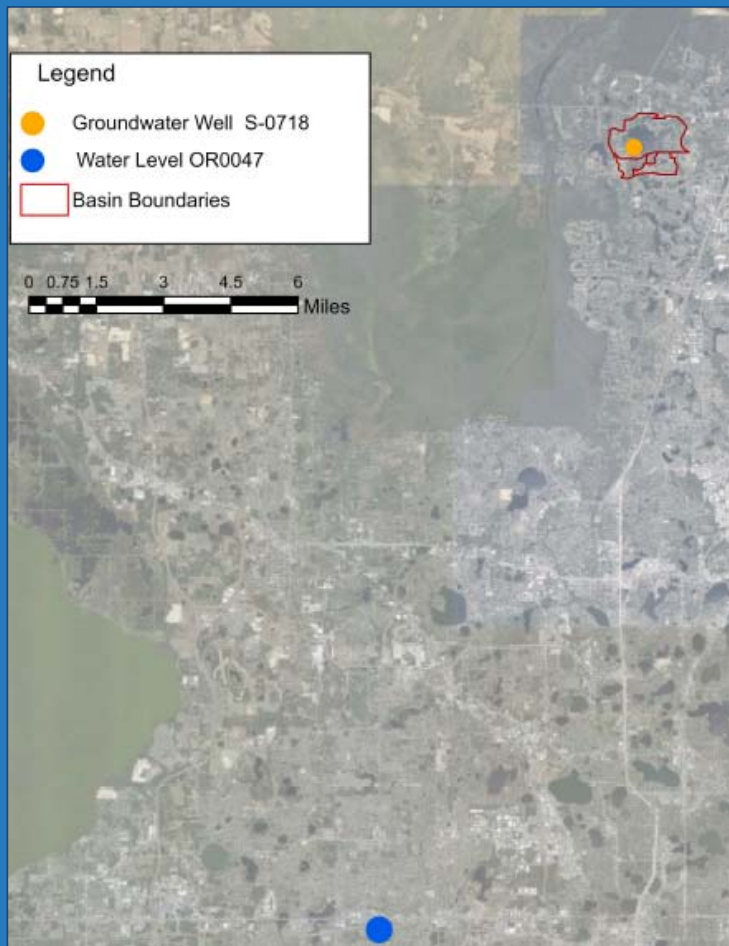 Legend
Groundwater Well S-0718
Water Level OR0047
Basin Boundaries
0 0.75 1.5 3 4.5 6
Miles